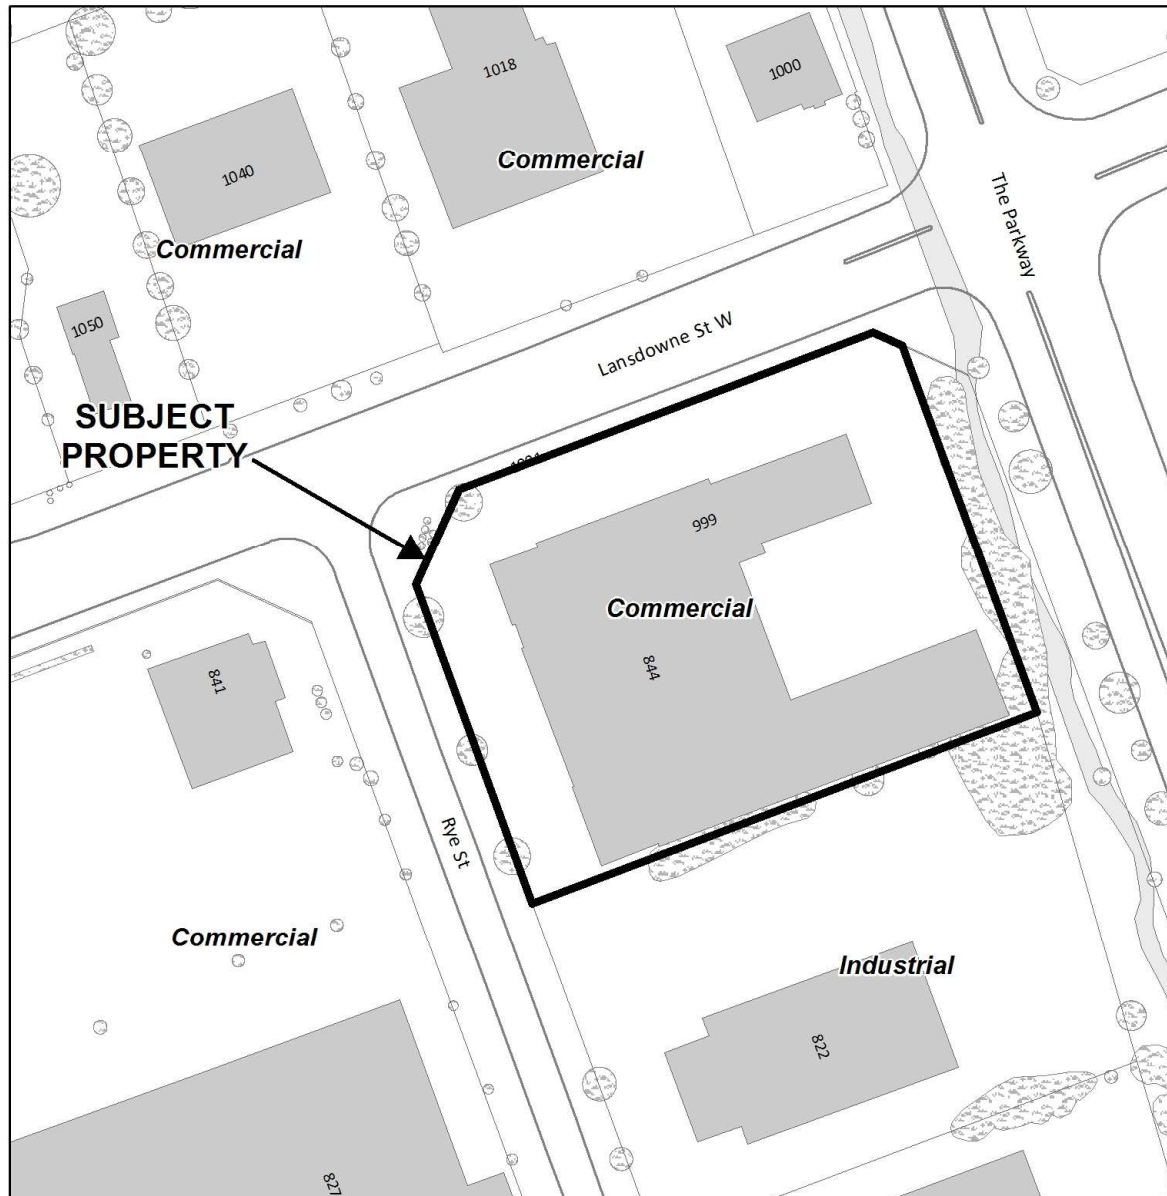 1018
1000
1040
Commercial
The Parkway
Commercial
1050
Lansdowne St W
SUBJECT
PROPERTY
999
Commercial
844
841
Rye St
Commercial
Industrial
822
827